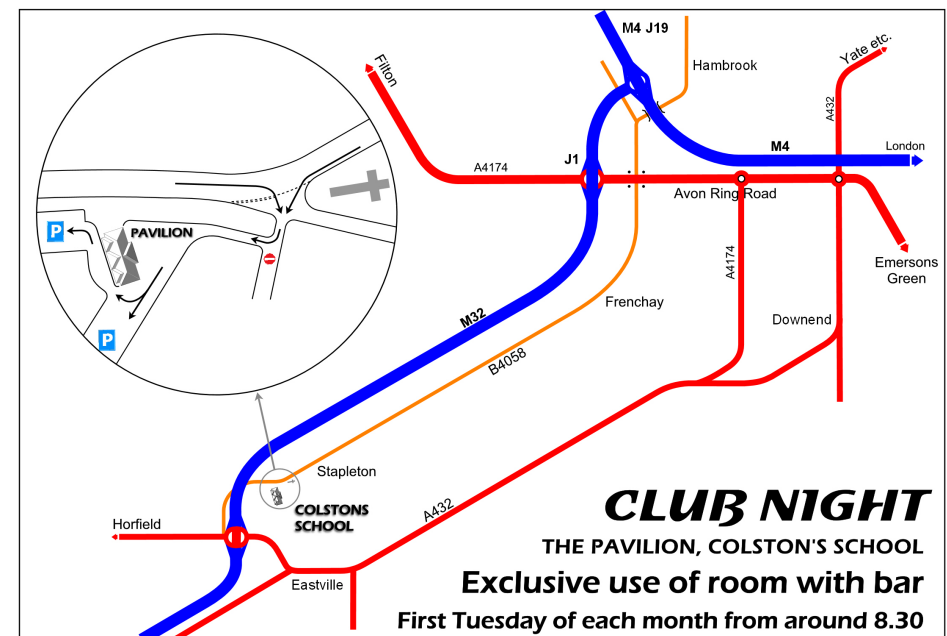 M4 J19
Hambrook
Yate etc.
Filton
A432
London
M4
J1
A4174
Avon Ring Road
P
PAVILION
A4174
Emersons
Green
Frenchay
Downend
M32
P
B4058
Stapleton
COLSTONS
SCHOOL
A432
Horfield
Eastville
CLUB NIGHT
THE PAVILION, COLSTON'S SCHOOL
Exclusive use of room with bar
First Tuesday of each month from around 8.30